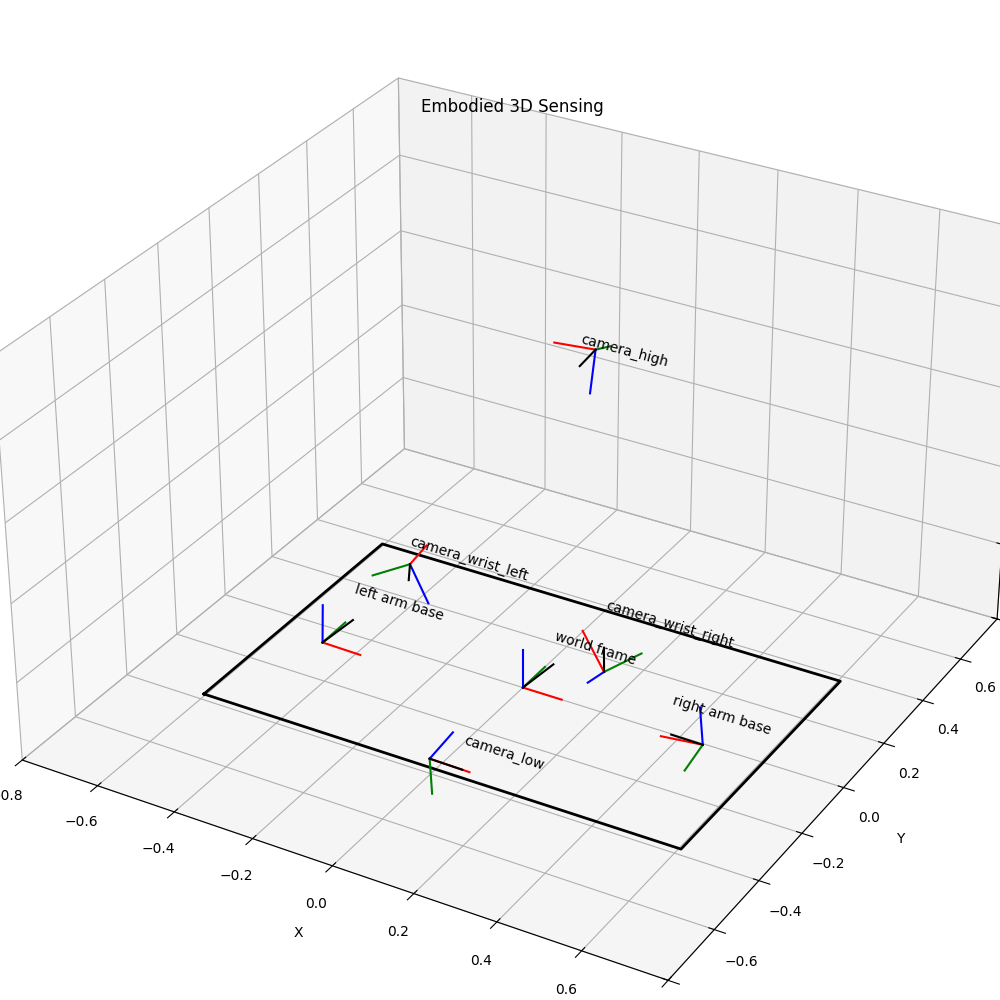 Embodied 3D Sensing
camera_high
camera_wrist_left
left arm base
camera_wrist_right
world frame
right arm base
camera_low
0.8
−0.6
−0.4
−0.2
0.0
0.2
0.4
0.6
X
−0.6
−0.4
−0.2
0.0
0.2
0.4
0.6
Y